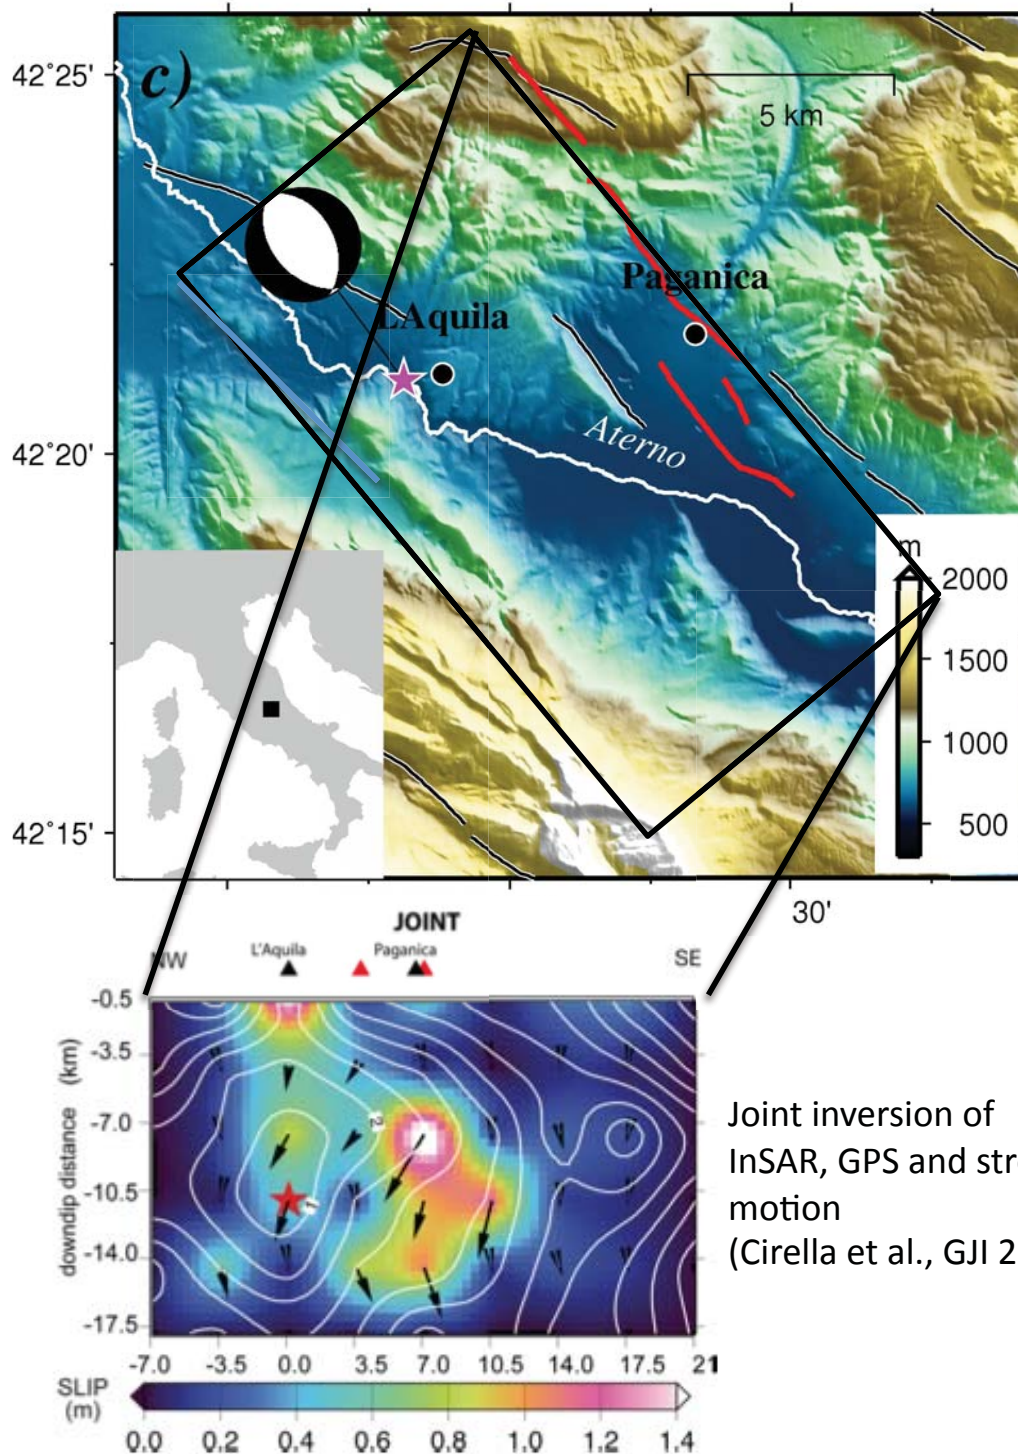 42°25'
c)
5 km
Paganica
L'Aquila
42°20'
Aterno
m
2000
1500
1000
42°15'
500
30'
JOINT
L'Aquila
Paganica
NW
SE
-0.5
-3.5
-7.0
-10.5
-14.0
-17.5
downdip distance (km)
2
1
-7.0 -3.5 0.0 3.5 7.0 10.5 14.0 17.5 21
SLIP
(m)
0.0 0.2 0.4 0.6 0.8 1.0 1.2 1.4
Joint inversion of
InSAR, GPS and
motion
(Cirella et al., GJI 2